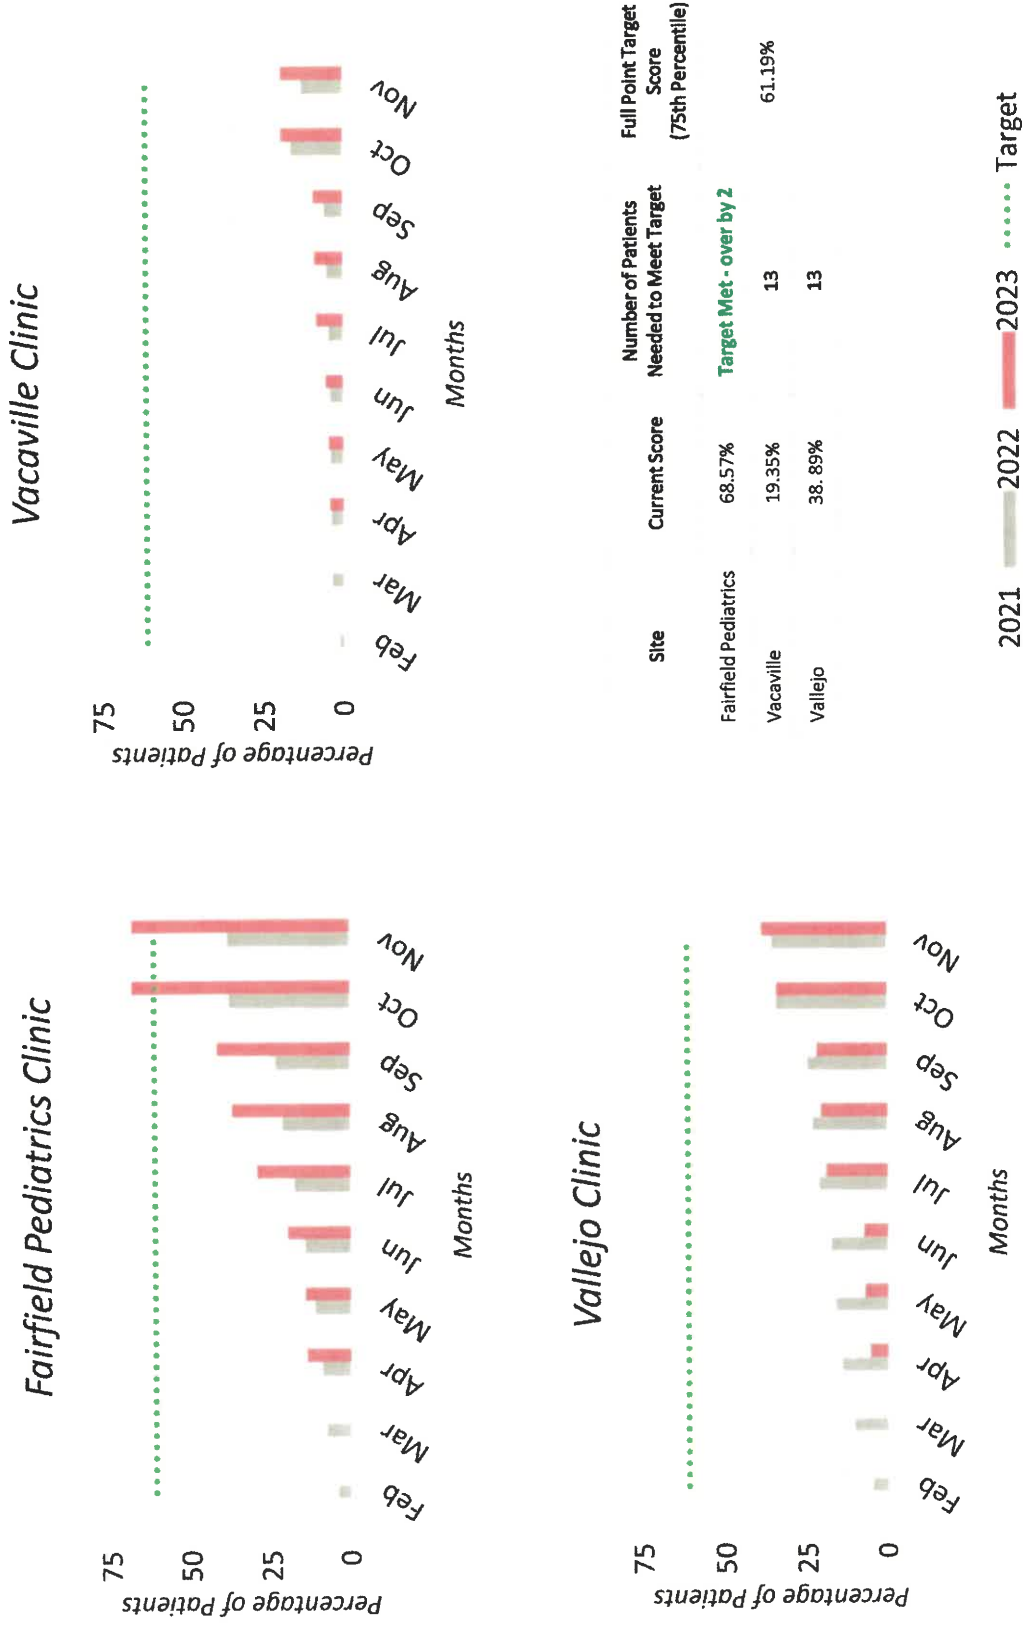 Fairfield Pediatrics Clinic
Percentage of Patients
75
50
25
0
Feb
Mar
Apr
May
Jun
Jul
Aug
Sep
Oct
Nov
Months
Vacaville Clinic
Percentage of Patients
75
50
25
0
Feb
Mar
Apr
May
Jun
Jul
Aug
Sep
Oct
Nov
Months
Vallejo Clinic
Percentage of Patients
75
50
25
0
Feb
Mar
Apr
May
Jun
Jul
Aug
Sep
Oct
Nov
Months
Site Current Score Number of Patients Needed to Meet Target Full Point Target Score (75th Percentile)
Fairfield Pediatrics 68.57% Target Met - over by 2
Vacaville 19.35% 13 61.19%
Vallejo 38. 89% 13
2021 2022 2023 Target